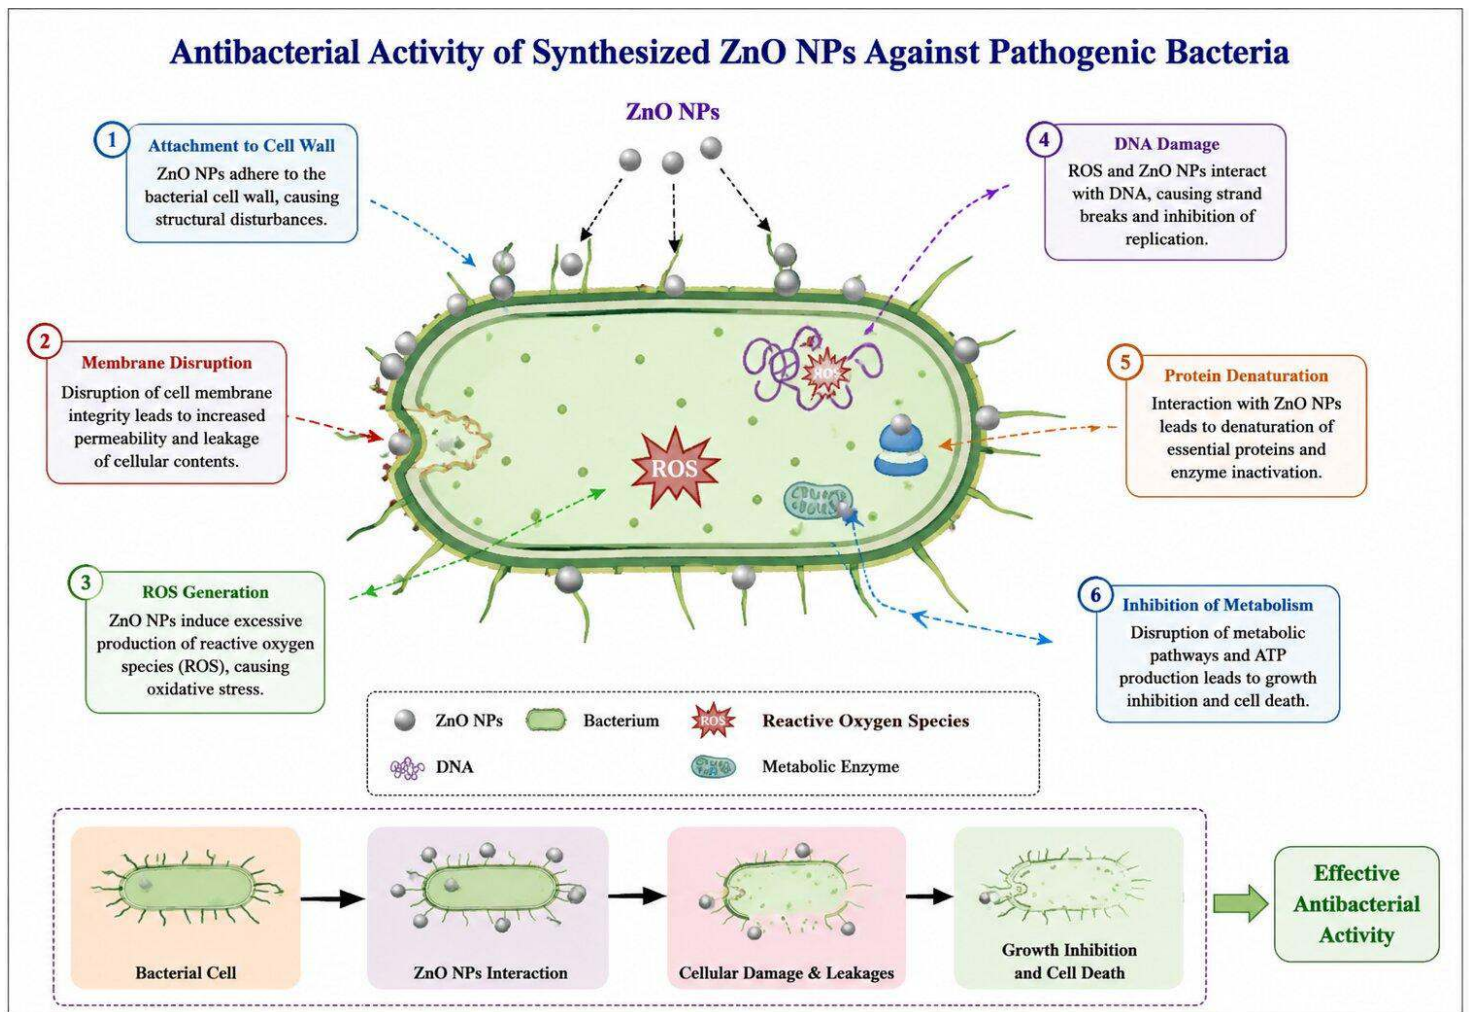 Antibacterial Activity of Synthesized ZnO NPs Against Pathogenic Bacteria
ZnO NPs
1
Attachment to Cell Wall
ZnO NPs adhere to the
bacterial cell wall, causing
structural disturbances.
2
Membrane Disruption
Disruption of cell membrane
integrity leads to increased
permeability and leakage
of cellular contents.
3
ROS Generation
ZnO NPs induce excessive
production of reactive oxygen
species (ROS), causing
oxidative stress.
4
DNA Damage
ROS and ZnO NPs interact
with DNA, causing strand
breaks and inhibition of
replication.
5
Protein Denaturation
Interaction with ZnO NPs
leads to denaturation of
essential proteins and
enzyme inactivation.
6
Inhibition of Metabolism
Disruption of metabolic
pathways and ATP
production leads to growth
inhibition and cell death.
ROS
ROS
ZnO NPs
Bacterium
ROS
Reactive Oxygen Species
DNA
Metabolic Enzyme
Bacterial Cell
ZnO NPs Interaction
Cellular Damage & Leakages
Growth Inhibition
and Cell Death
Effective
Antibacterial
Activity